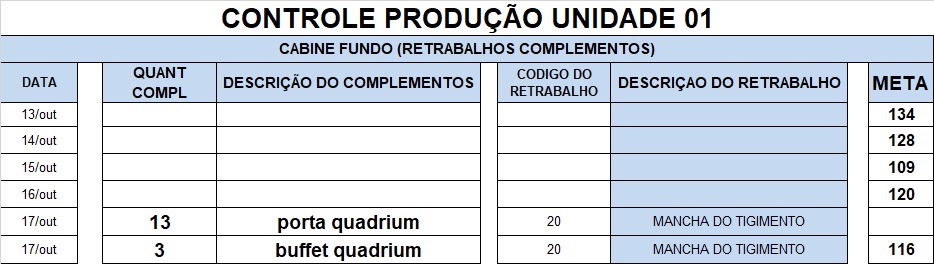 CONTROLE PRODUÇÃO UNIDADE 01
CABINE FUNDO (RETRABALHOS COMPLEMENTOS)
DATA QUANT COMPL DESCRIÇÃO DO COMPLEMENTOS CODIGO DO RETRABALHO DESCRIÇAO DO RETRABALHO META
13/out 134
14/out 128
15/out 109
16/out 120
17/out 13 porta quadrium 20 MANCHA DO TIGIMENTO
17/out 3 buffet quadrium 20 MANCHA DO TIGIMENTO 116